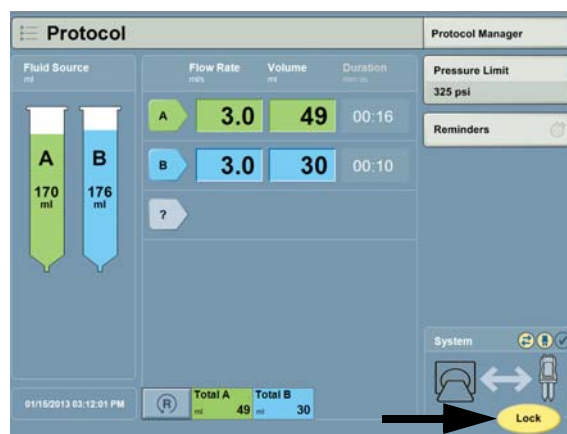 Protocol
Protocol Manager
Fluid Source
ml
Flow Rate
ml/s
Volume
ml
Duration
mm:ss
Pressure Limit
325 psi
Reminders
A
3.0
49
00:16
B
3.0
30
00:10
?
A
170
ml
B
176
ml
System
01/15/2013 03:12:01 PM
R
Total A
ml 49
Total B
ml 30
Lock